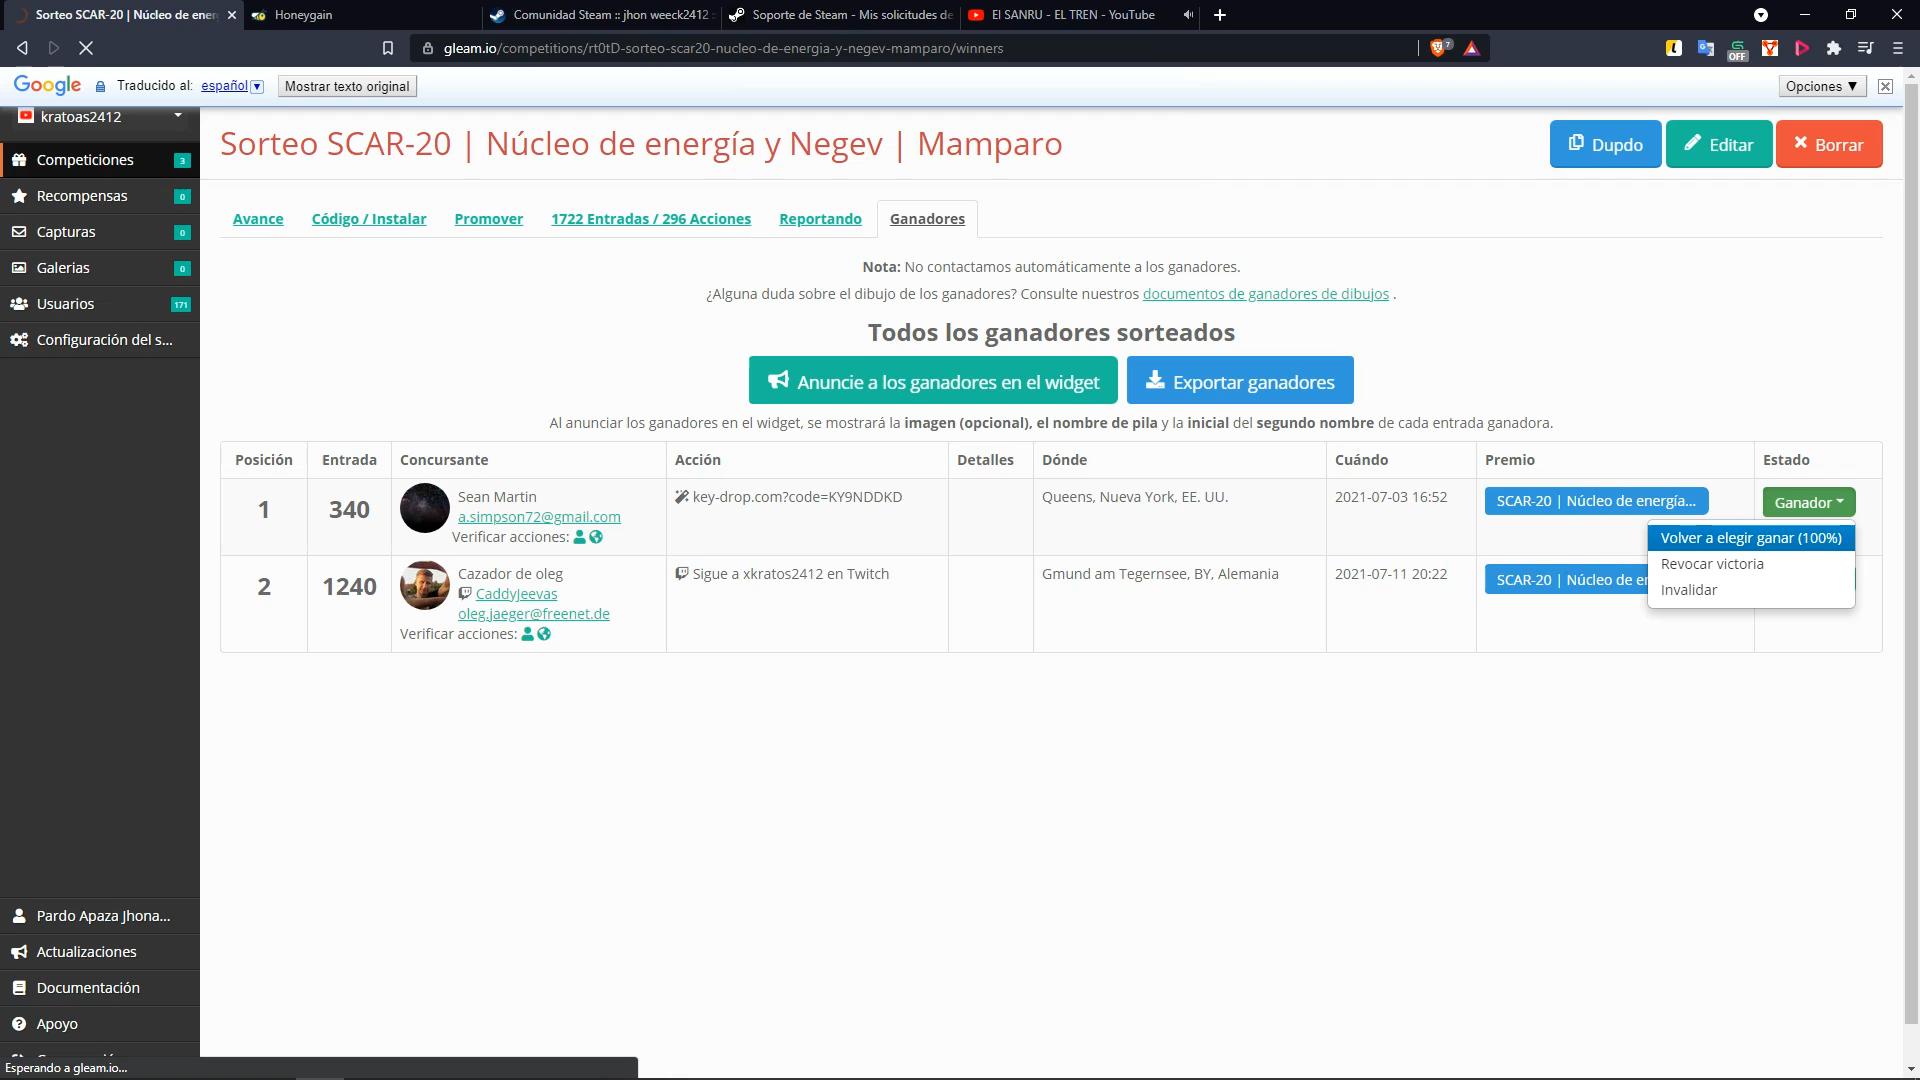 Sorteo SCAR-20 | Núcleo de ener
Honeygain
Comunidad Steam :: jhon weeck2412 :
Soporte de Steam - Mis solicitudes de
El SANRU - EL TREN - YouTube
gleam.io/competitions/rt0tD-sorteo-scar20-nucleo-de-energia-y-negev-mamparo/winners
7
OFF
Google
Traducido al:
español
Mostrar texto original
Opciones ▼
kratoas2412
Sorteo SCAR-20 | Núcleo de energía y Negev | Mamparo
Dupdo
Editar
Borrar
Competiciones 3
Recompensas 0
Capturas 0
Galerias 0
Usuarios 171
Configuración del s...
Avance
Código / Instalar
Promover
1722 Entradas / 296 Acciones
Reportando
Ganadores
Nota: No contactamos automáticamente a los ganadores.
¿Alguna duda sobre el dibujo de los ganadores? Consulte nuestros documentos de ganadores de dibujos .
Todos los ganadores sorteados
Anuncie a los ganadores en el widget
Exportar ganadores
Al anunciar los ganadores en el widget, se mostrará la imagen (opcional), el nombre de pila y la inicial del segundo nombre de cada entrada ganadora.
Posición Entrada Concursante Acción Detalles Dónde Cuándo Premio Estado
1
340
Sean Martin
a.simpson72@gmail.com
Verificar acciones:
key-drop.com?code=KY9NDDKD
Queens, Nueva York, EE. UU.
2021-07-03 16:52
SCAR-20 | Núcleo de energía...
Ganador
Volver a elegir ganar (100%)
Revocar victoria
Invalidar
2
1240
Cazador de oleg
CaddyJeevas
oleg.jaeger@freenet.de
Verificar acciones:
Sigue a xkratos2412 en Twitch
Gmund am Tegernsee, BY, Alemania
2021-07-11 20:22
SCAR-20 | Núcleo de en
Pardo Apaza Jhona...
Actualizaciones
Documentación
Apoyo
Esperando a gleam.io...